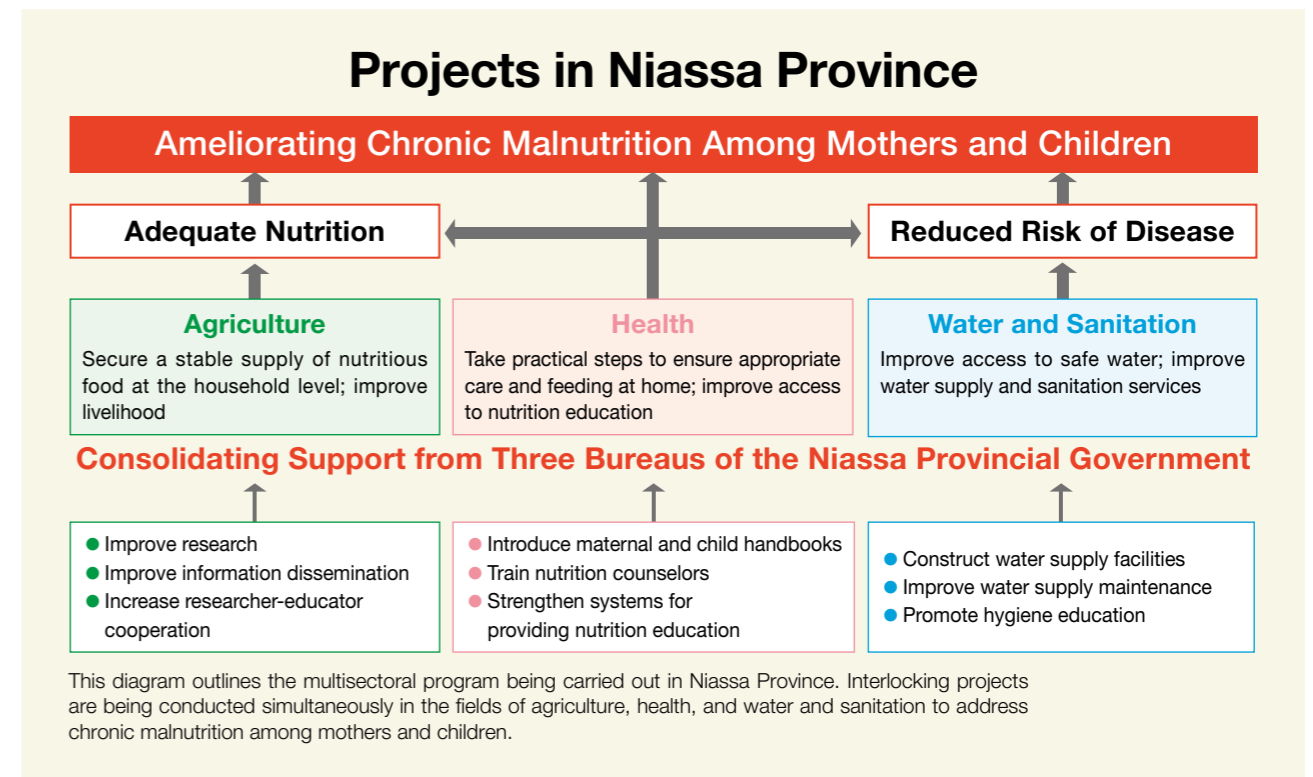 Projects in Niassa Province
Ameliorating Chronic Malnutrition Among Mothers and Children
Adequate Nutrition
Reduced Risk of Disease
Agriculture
Secure a stable supply of nutritious
food at the household level; improve
livelihood
Health
Take practical steps to ensure appropriate
care and feeding at home; improve access
to nutrition education
Water and Sanitation
Improve access to safe water; improve
water supply and sanitation services
Consolidating Support from Three Bureaus of the Niassa Provincial Government
● Improve research
● Improve information dissemination
● Increase researcher-educator
cooperation
● Introduce maternal and child handbooks
● Train nutrition counselors
● Strengthen systems for
providing nutrition education
● Construct water supply facilities
● Improve water supply maintenance
● Promote hygiene education
This diagram outlines the multisectoral program being carried out in Niassa Province. Interlocking projects
are being conducted simultaneously in the fields of agriculture, health, and water and sanitation to address
chronic malnutrition among mothers and children.